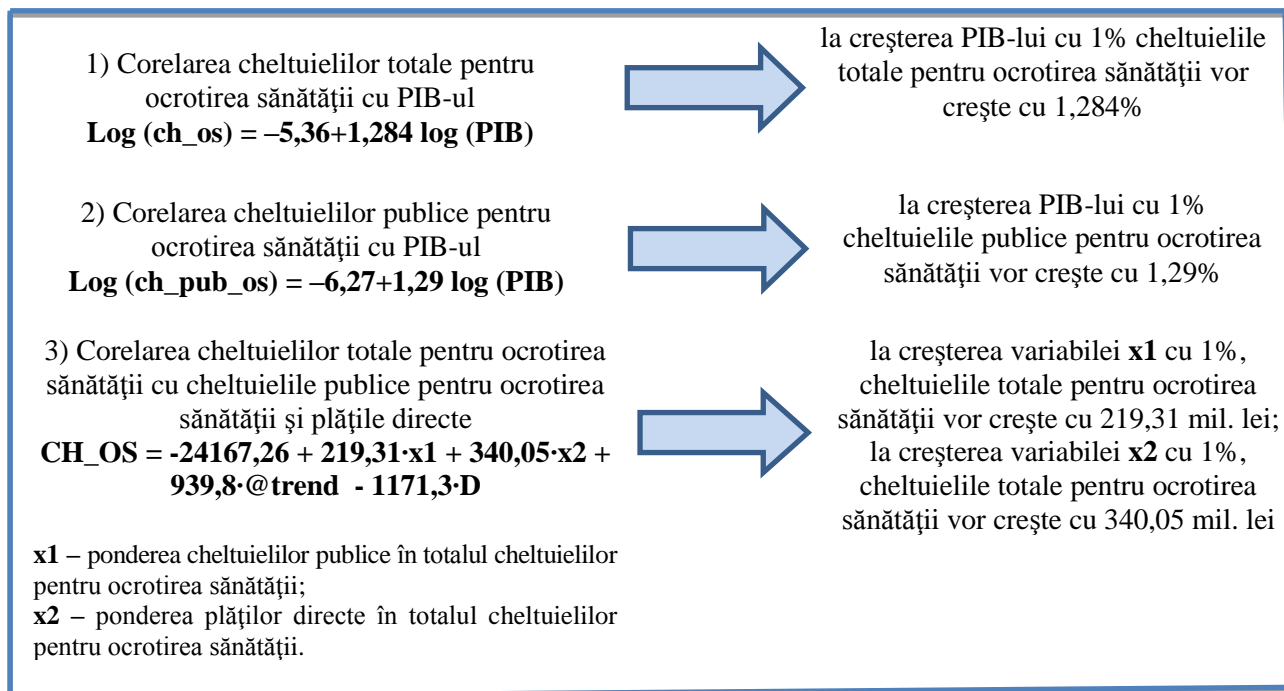 1) Corelarea cheltuielilor totale pentru
ocrotirea sănătăţii cu PIB-ul
Log (ch_os) = –5,36+1,284 log (PIB)
la creşterea PIB-lui cu 1% cheltuielile
totale pentru ocrotirea sănătăţii vor
creşte cu 1,284%
2) Corelarea cheltuielilor publice pentru
ocrotirea sănătăţii cu PIB-ul
Log (ch_pub_os) = –6,27+1,29 log (PIB)
la creşterea PIB-lui cu 1%
cheltuielile publice pentru ocrotirea
sănătăţii vor creşte cu 1,29%
3) Corelarea cheltuielilor totale pentru ocrotirea
sănătăţii cu cheltuielile publice pentru ocrotirea
sănătăţii şi plăţile directe
CH_OS = -24167,26 + 219,31·x1 + 340,05·x2 +
939,8·@trend - 1171,3·D
la creşterea variabilei x1 cu 1%,
cheltuielile totale pentru ocrotirea
sănătăţii vor creşte cu 219,31 mil. lei;
la creşterea variabilei x2 cu 1%,
cheltuielile totale pentru ocrotirea
sănătăţii vor creşte cu 340,05 mil. lei
x1 – ponderea cheltuielilor publice în totalul cheltuielilor
pentru ocrotirea sănătăţii;
x2 – ponderea plăţilor directe în totalul cheltuielilor
pentru ocrotirea sănătăţii.